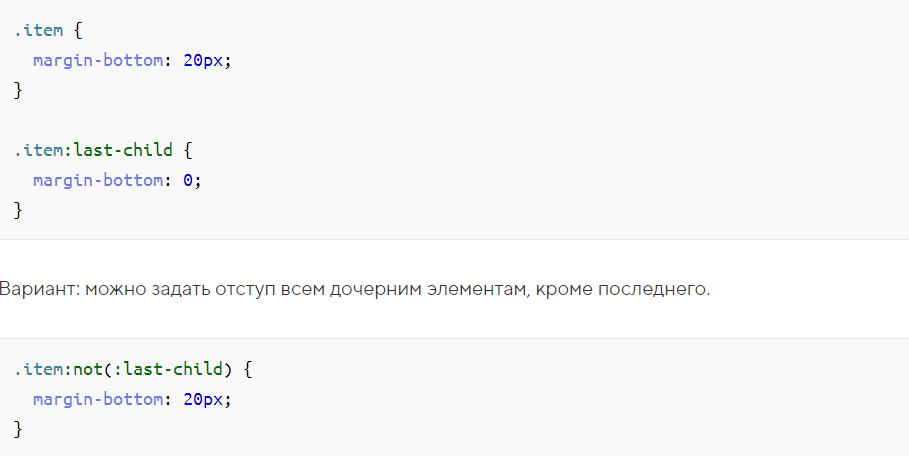 .item {
  margin-bottom: 20px;
}
.item:last-child {
  margin-bottom: 0;
}
Вариант: можно задать отступ всем дочерним элементам, кроме последнего.
.item:not(:last-child) {
  margin-bottom: 20px;
}